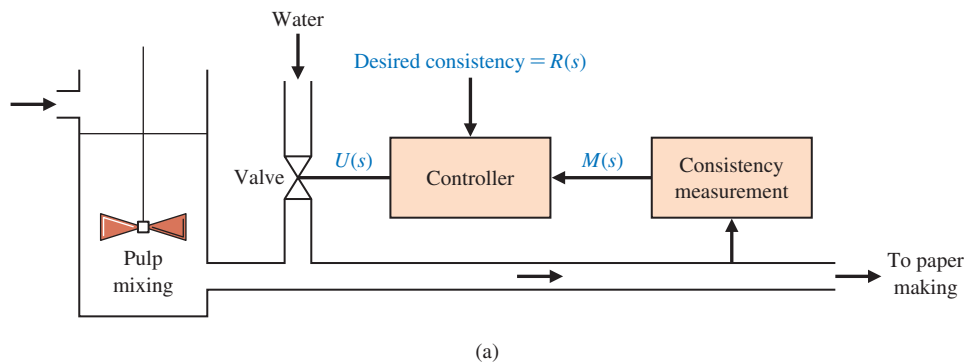 Water
Desired consistency = R(s)
Valve
U(s)
Controller
M(s)
Consistency
measurement
Pulp
mixing
To paper
making
(a)